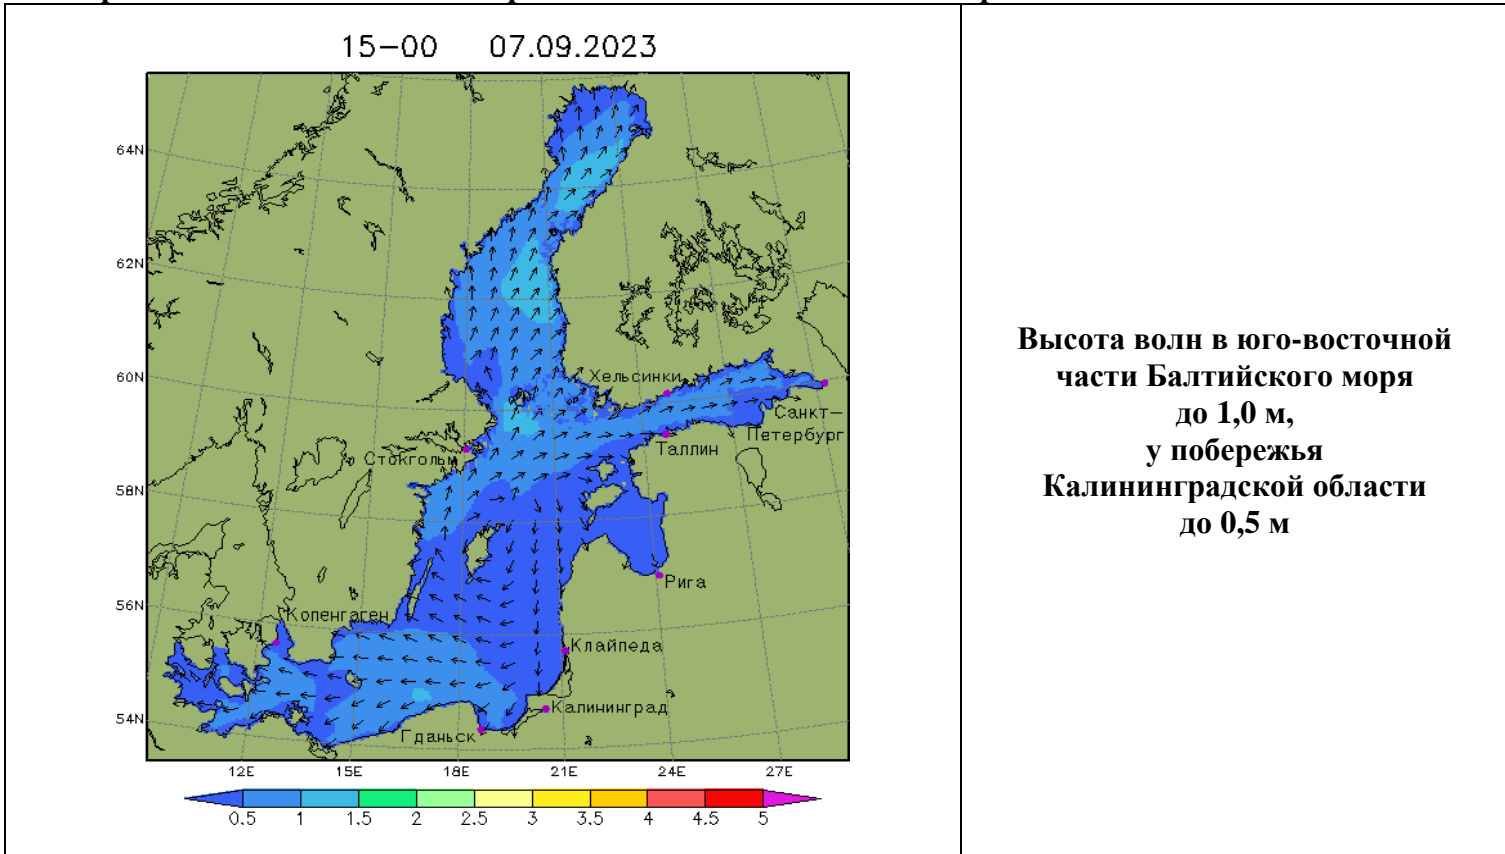 15-00 07.09.2023
64N
62N
60N
58N
56N
54N
Хельсинки
Санкт-
Петербург
Таллин
Стокгольм
Рига
Копенгаген
Клайпеда
Калининград
Гданьск
12E 15E 18E 21E 24E 27E
0.5 1 1.5 2 2.5 3 3.5 4 4.5 5
Высота волн в юго-восточной
части Балтийского моря
до 1,0 м,
у побережья
Калининградской области
до 0,5 м